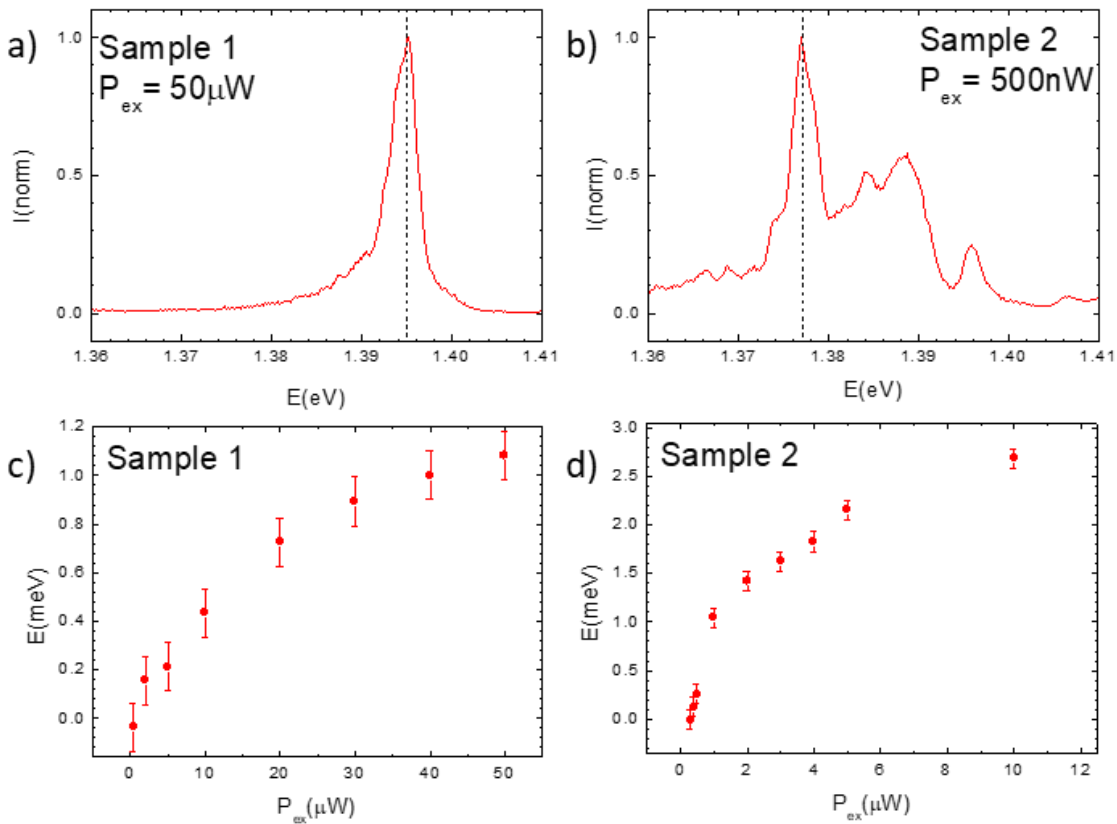 a)
Sample 1
P_ex = 50μW
I(norm)
1.0
0.5
0.0
1.36 1.37 1.38 1.39 1.40 1.41
E(eV)
b)
Sample 2
P_ex = 500nW
I(norm)
1.0
0.5
0.0
1.36 1.37 1.38 1.39 1.40 1.41
E(eV)
c)
Sample 1
E(meV)
1.2
1.0
0.8
0.6
0.4
0.2
0.0
0 10 20 30 40 50
P_ex(μW)
d)
Sample 2
E(meV)
3.0
2.5
2.0
1.5
1.0
0.5
0.0
0 2 4 6 8 10 12
P_ex(μW)